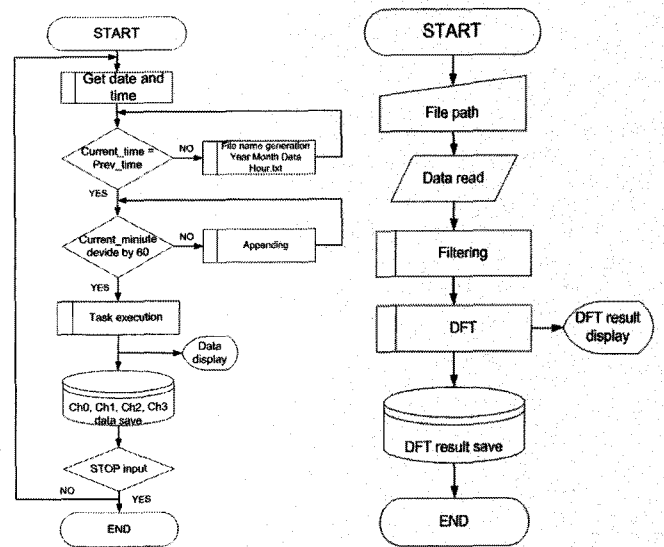 START
Get date and
time
Current_time =
Prev_time
NO
File name generation
Year Month Data
Hour.txt
YES
Current_miniute
devide by 60
NO
Appending
YES
Task execution
Data
display
Ch0, Ch1, Ch2, Ch3
data save
STOP input
NO
YES
END
START
File path
Data read
Filtering
DFT
DFT result
display
DFT result save
END